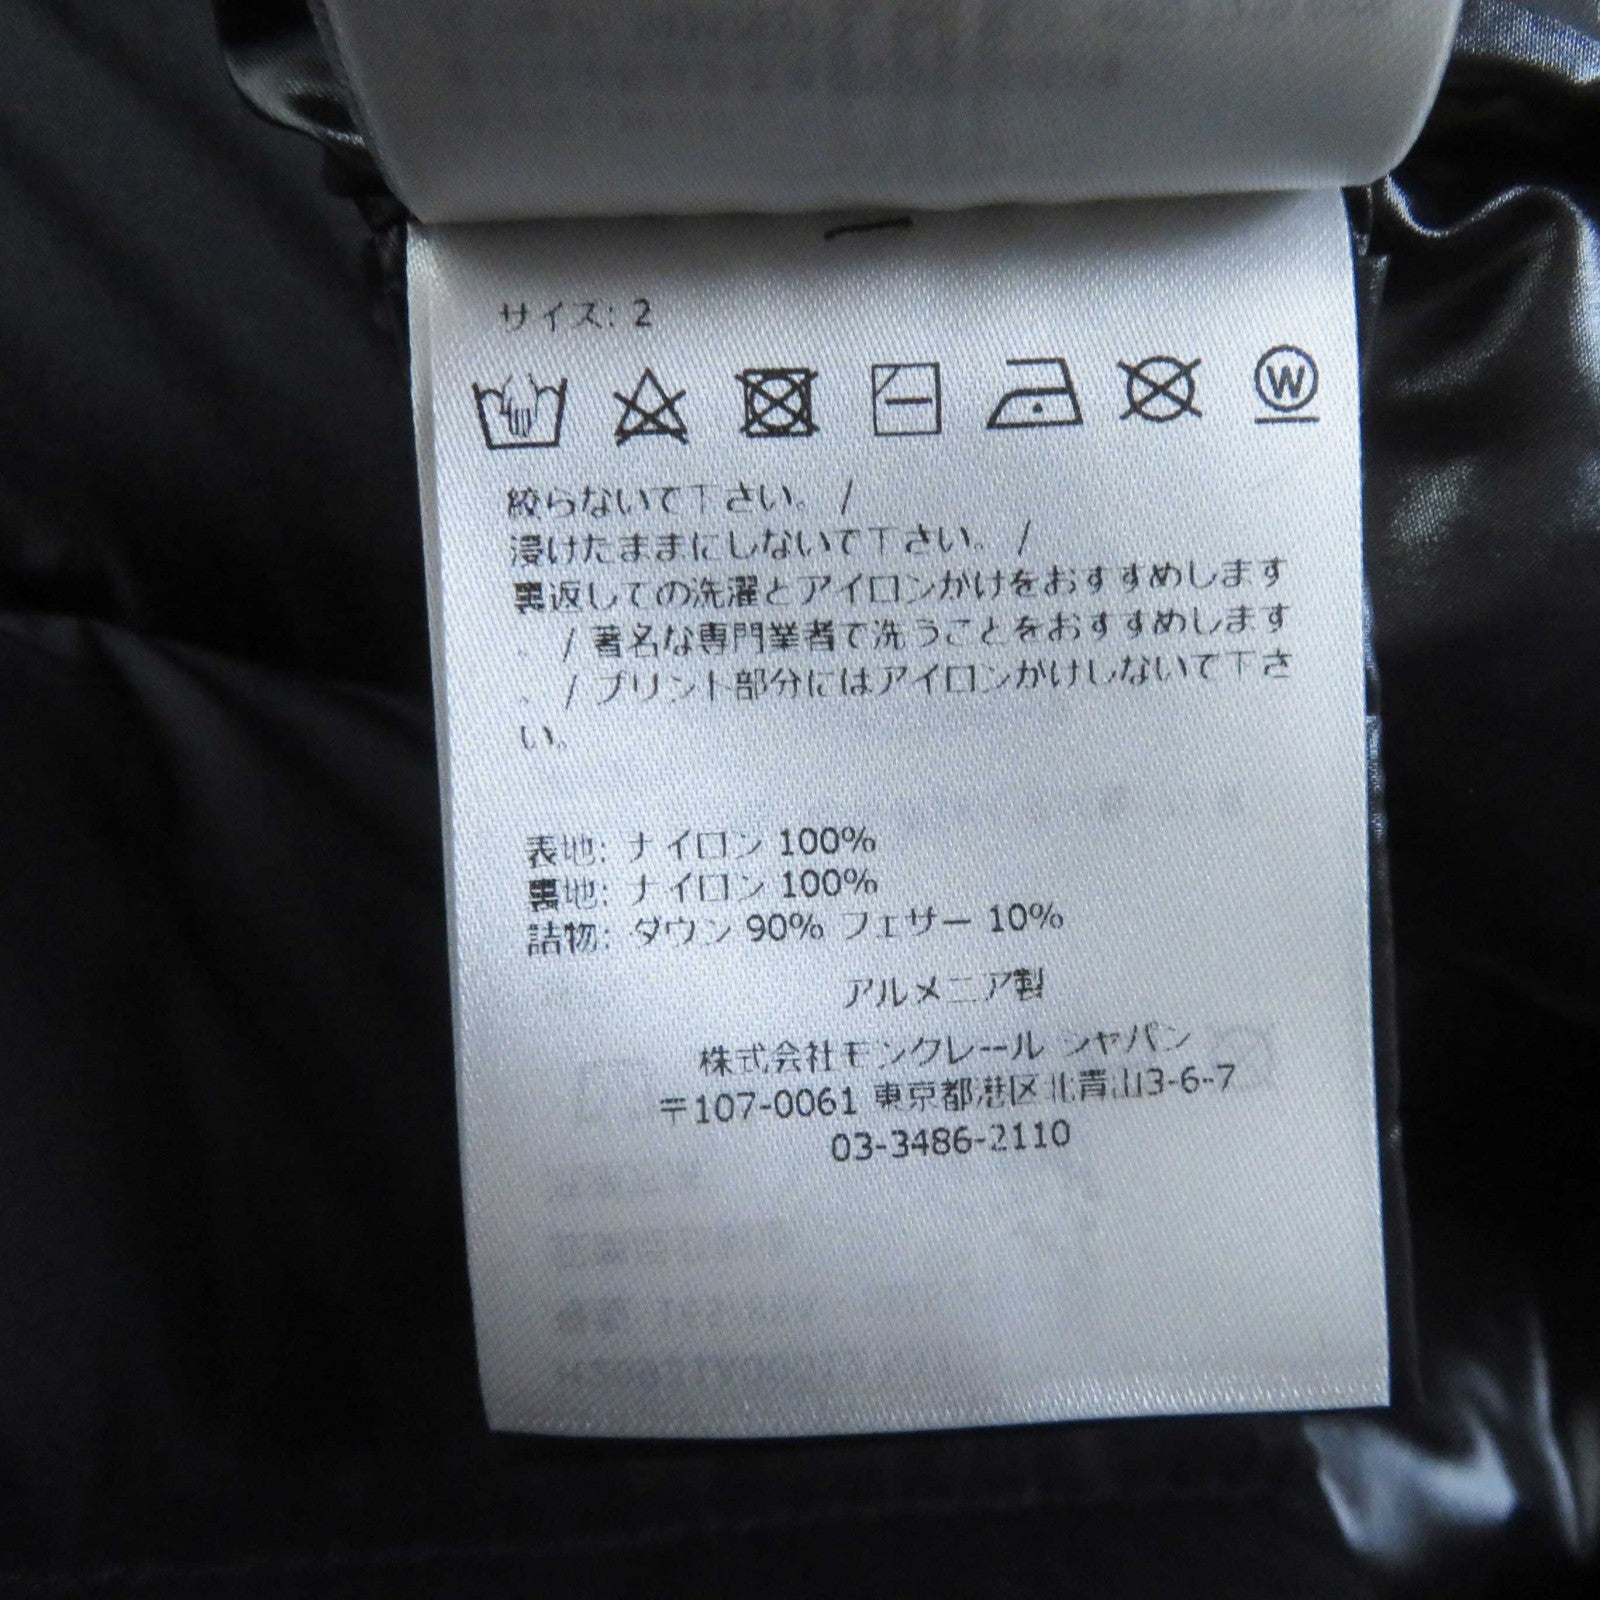 サイズ: 2
W
絞らないで下さい。 /
浸けたままにしないで下さい。 /
裏返しての洗濯とアイロンかけをおすすめします
。 / 著名な専門業者で洗うことをおすすめします
。 / プリント部分にはアイロンがけしないで下さ
い。
表地: ナイロン 100%
裏地: ナイロン 100%
詰物: ダウン 90% フェザー 10%
アルメニア製
株式会社モンクレール ジャパン
〒107-0061 東京都港区北青山3-6-7
03-3486-2110